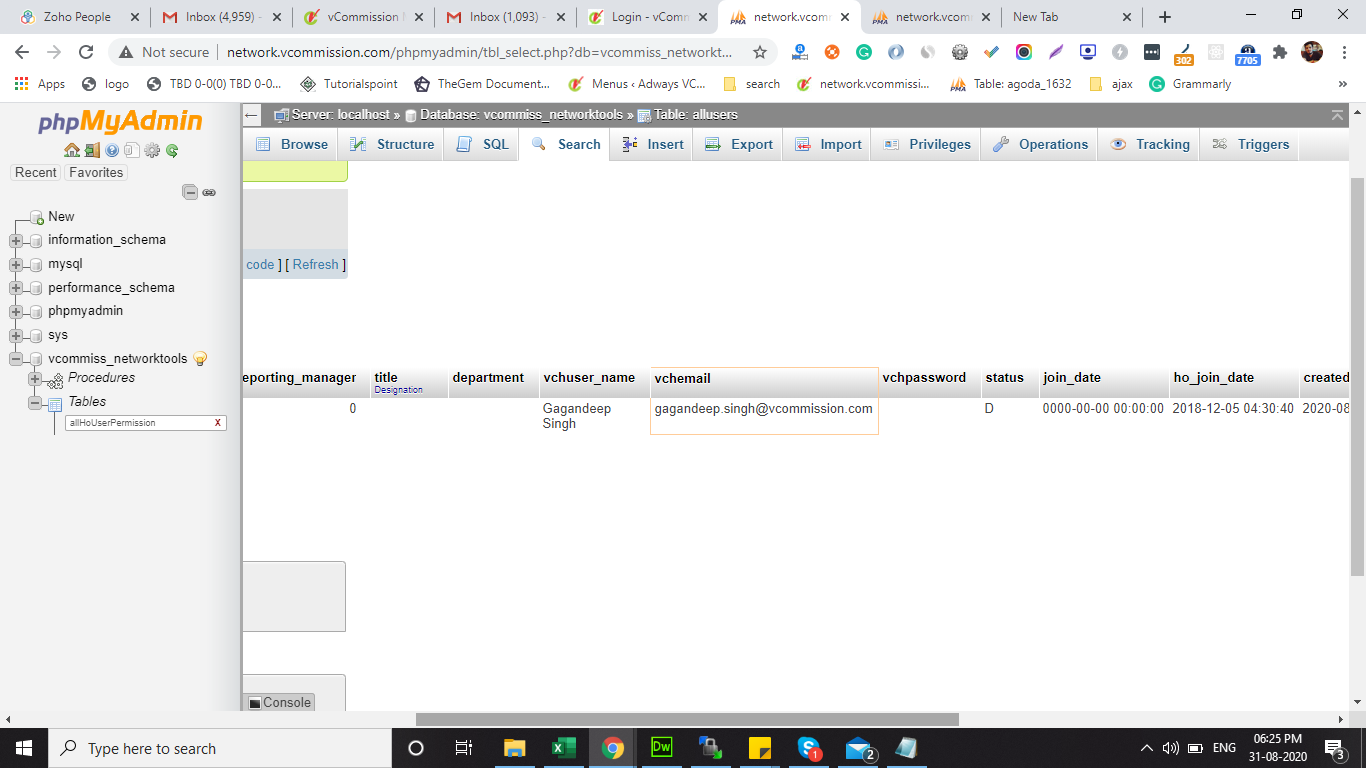 Zoho People
Inbox (4,959) -
vCommission
Inbox (1,093) -
Login - vCom
network.vcom
network.vcom
New Tab
Not secure
network.vcommission.com/phpmyadmin/tbl_select.php?db=vcommiss_networkt...
302
7705
Apps
logo
TBD 0-0(0) TBD 0-0...
Tutorialspoint
TheGem Document...
Menus ‹ Adways VC...
search
network.vcommissi...
Table: agoda_1632
ajax
Grammarly
»
phpMyAdmin
Recent
Favorites
New
information_schema
mysql
performance_schema
phpmyadmin
sys
vcommiss_networktools
Procedures
Tables
allHoUserPermission X
Server: localhost » Database: vcommiss_networktools » Table: allusers
Browse
Structure
SQL
Search
Insert
Export
Import
Privileges
Operations
Tracking
Triggers
code ] [ Refresh ]
eporting_manager title department vchuser_name vchemail vchpassword status join_date ho_join_date created
Designation
0 Gagandeep gagandeep.singh@vcommission.com D 0000-00-00 00:00:00 2018-12-05 04:30:40 2020-08
Singh
Console
Type here to search
Dw
1
2
ENG
06:25 PM
31-08-2020
3